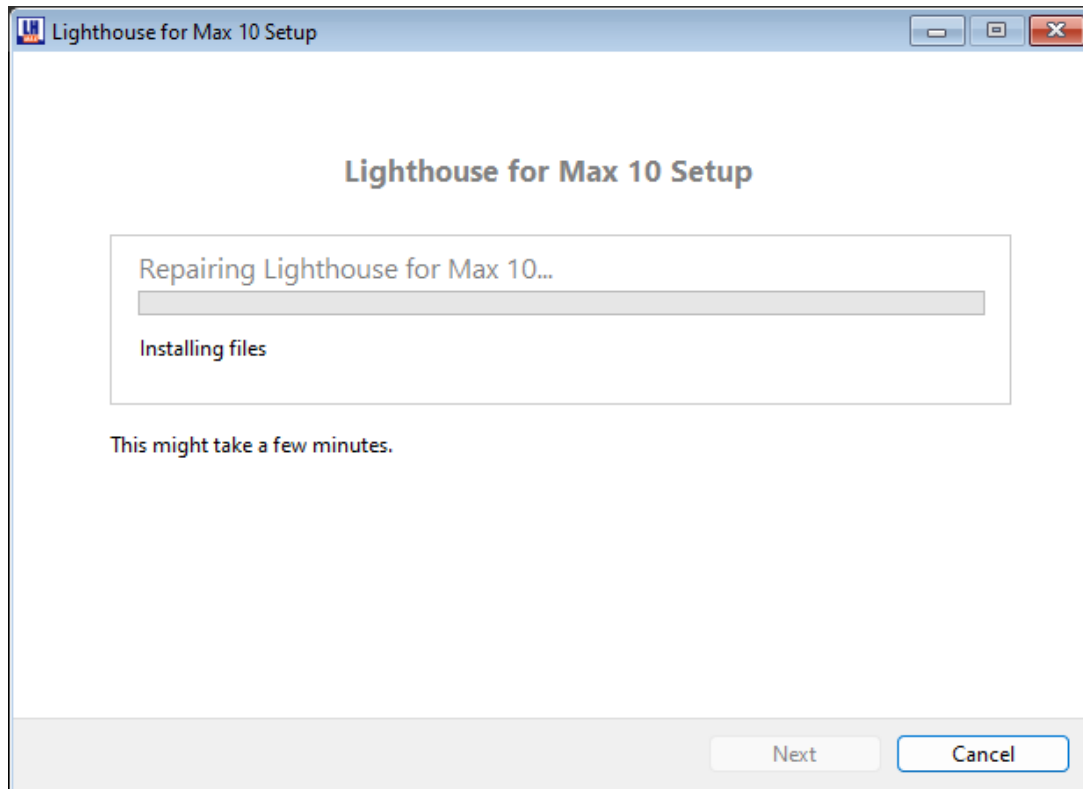 LH
Lighthouse for Max 10 Setup
Lighthouse for Max 10 Setup
Repairing Lighthouse for Max 10...
Installing files
This might take a few minutes.
Next
Cancel